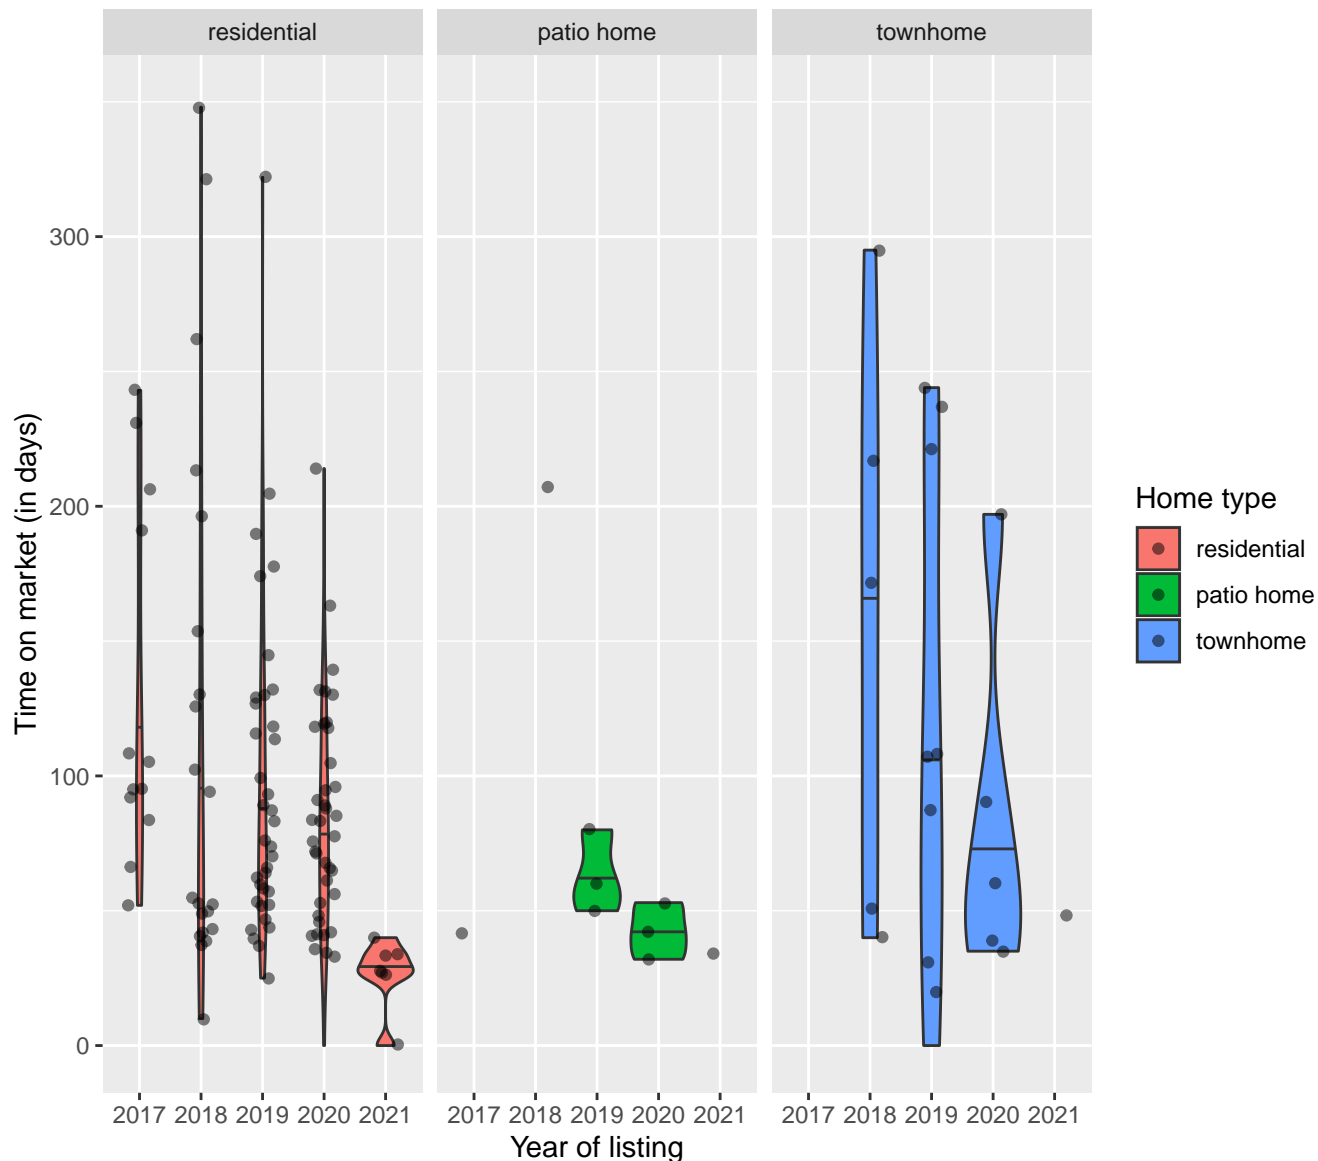 residential patio home townhome
Time on market (in days)
300
200
100
0
2017 2018 2019 2020 2021 2017 2018 2019 2020 2021 2017 2018 2019 2020 2021
Year of listing
Home type
residential
patio home
townhome